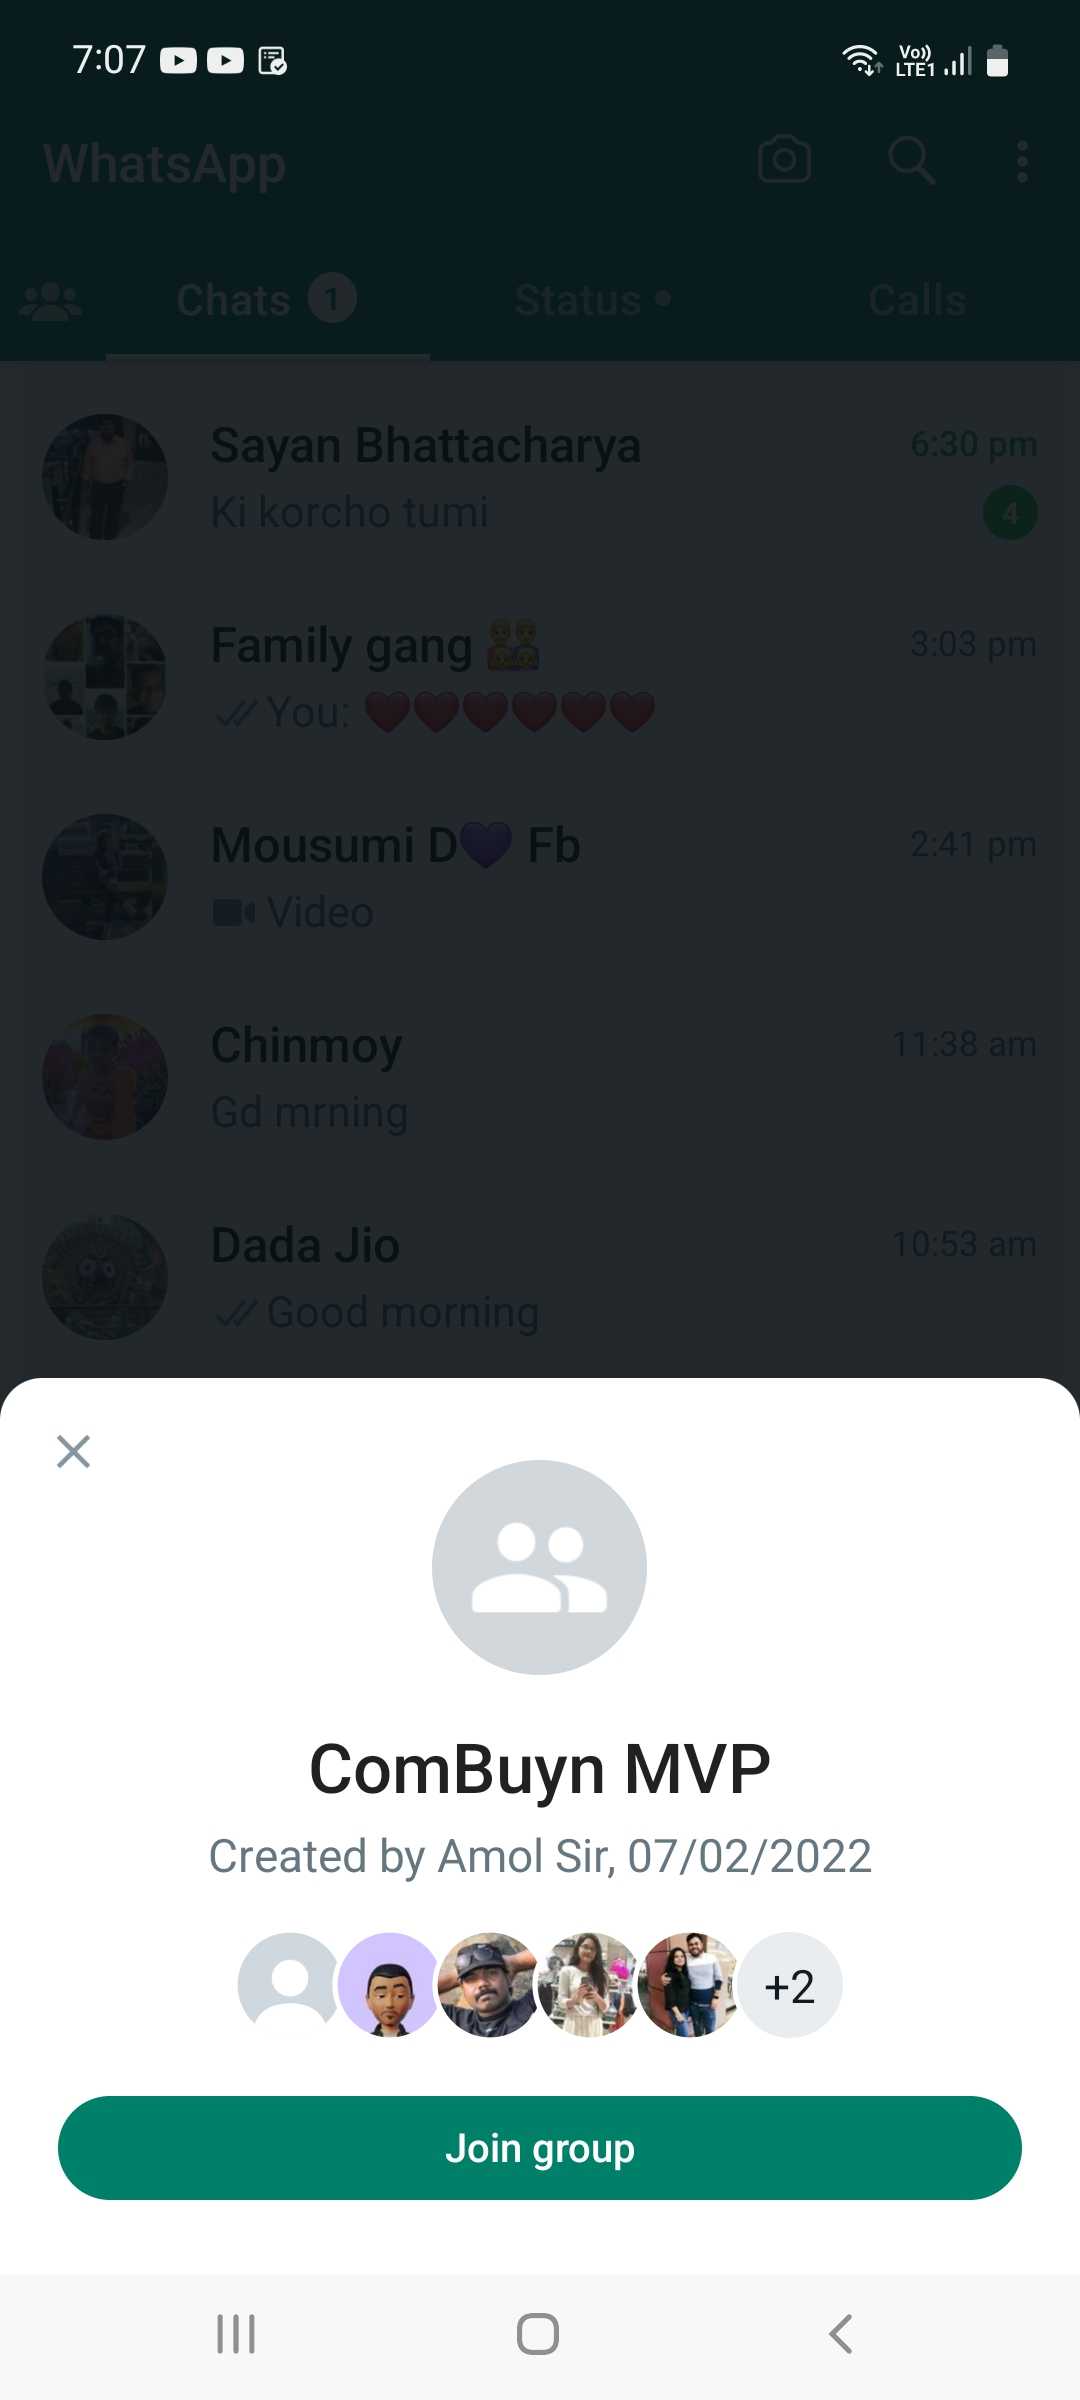 7:07 Vo)) LTE1
WhatsApp
Chats 1 Status Calls
Sayan Bhattacharya 6:30 pm
Ki korcho tumi 4
Family gang 👨‍👩‍👦‍👦 3:03 pm
You: ❤️❤️❤️❤️❤️❤️
Mousumi D💜 Fb 2:41 pm
Video
Chinmoy 11:38 am
Gd mrning
Dada Jio 10:53 am
Good morning
ComBuyn MVP
Created by Amol Sir, 07/02/2022
+2
Join group